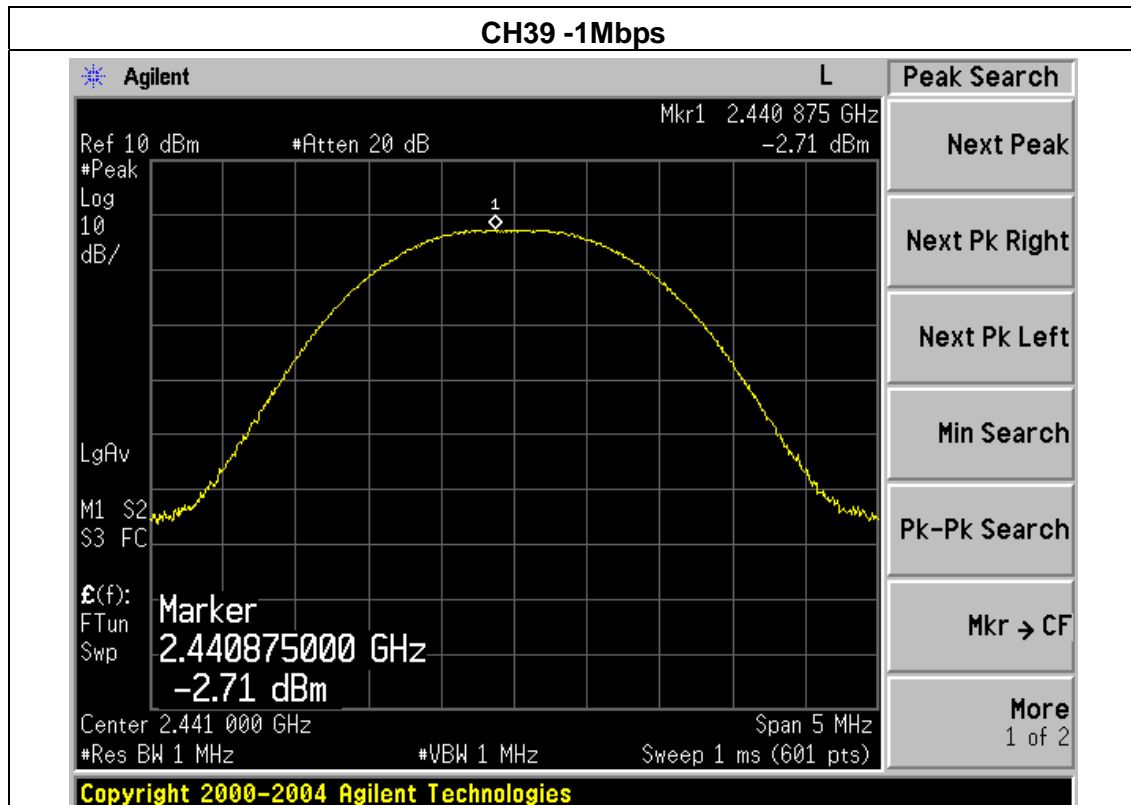 CH39 -1Mbps
Agilent L Peak Search
Mkr1 2.440 875 GHz
Ref 10 dBm #Atten 20 dB -2.71 dBm
#Peak
Log
10
dB/
1
LgAv
M1 S2
S3 FC
£(f):
FTun
Swp
Marker
2.440875000 GHz
-2.71 dBm
Center 2.441 000 GHz Span 5 MHz
#Res BW 1 MHz #VBW 1 MHz Sweep 1 ms (601 pts)
Copyright 2000-2004 Agilent Technologies
Next Peak
Next Pk Right
Next Pk Left
Min Search
Pk-Pk Search
Mkr → CF
More
1 of 2